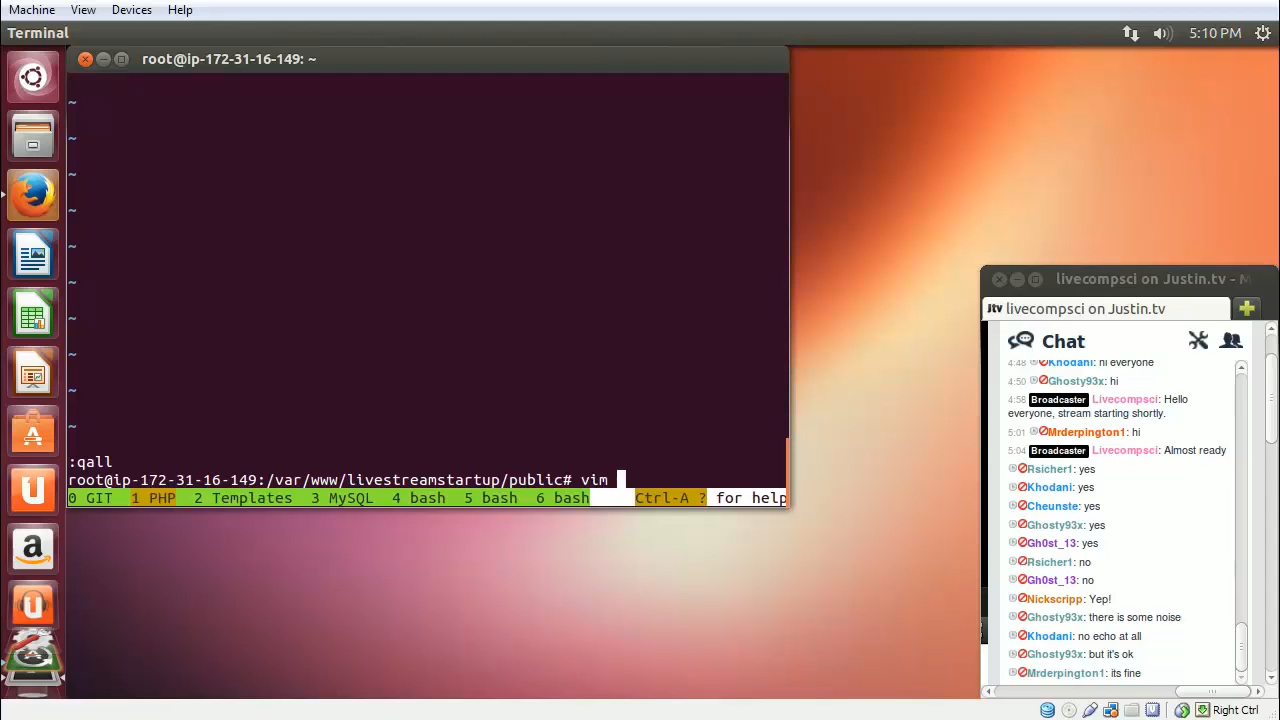 Machine View Devices Help
Terminal
5:10 PM
root@ip-172-31-16-149: ~
~
~
~
~
~
~
~
~
~
~
:qall
root@ip-172-31-16-149:/var/www/livestreamstartup/public# vim
0 GIT 1 PHP 2 Templates 3 MySQL 4 bash 5 bash 6 bash Ctrl-A ? for help
livecompsci on Justin.tv - M
Jtv livecompsci on Justin.tv
Chat
4:48 Khodani: hi everyone
4:50 Ghosty93x: hi
4:58 Broadcaster Livecompsci: Hello
everyone, stream starting shortly.
5:01 Mrderpington1: hi
5:04 Broadcaster Livecompsci: Almost ready
Rsicher1: yes
Khodani: yes
Cheunste: yes
Ghosty93x: yes
Gh0st_13: yes
Rsicher1: no
Gh0st_13: no
Nickscripp: Yep!
Ghosty93x: there is some noise
Khodani: no echo at all
Ghosty93x: but it's ok
Mrderpington1: its fine
Right Ctrl